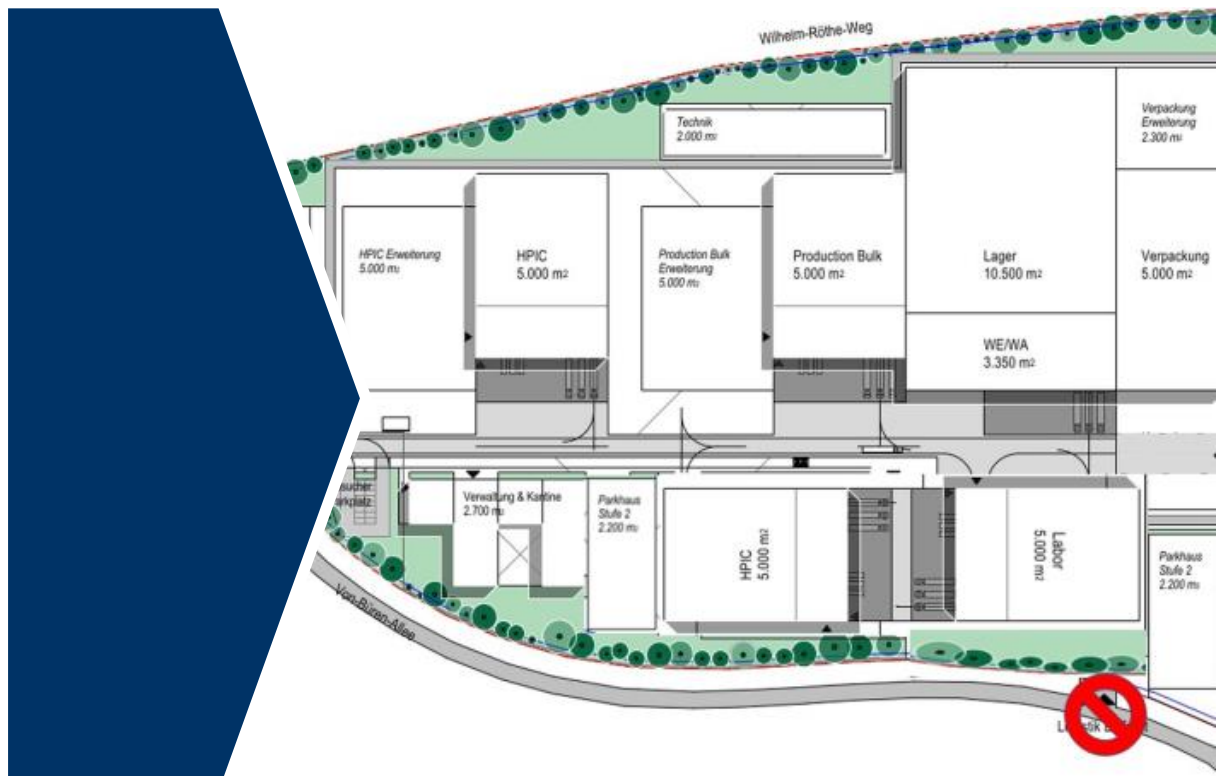 Wilhelm-Röthe-Weg
Technik
2.000 m²
Verpackung
Erweiterung
2.300 m²
HPIC Erweiterung
5.000 m²
HPIC
5.000 m²
Production Bulk
Erweiterung
5.000 m²
Production Bulk
5.000 m²
Lager
10.500 m²
Verpackung
5.000 m²
WE/WA
3.350 m²
Verwaltung & Kantine
2.700 m²
Parkhaus
Stufe 2
2.200 m²
HPIC
5.000 m²
Labor
5.000 m²
Parkhaus
Stufe 2
2.200 m²
Von-Büren-Allee